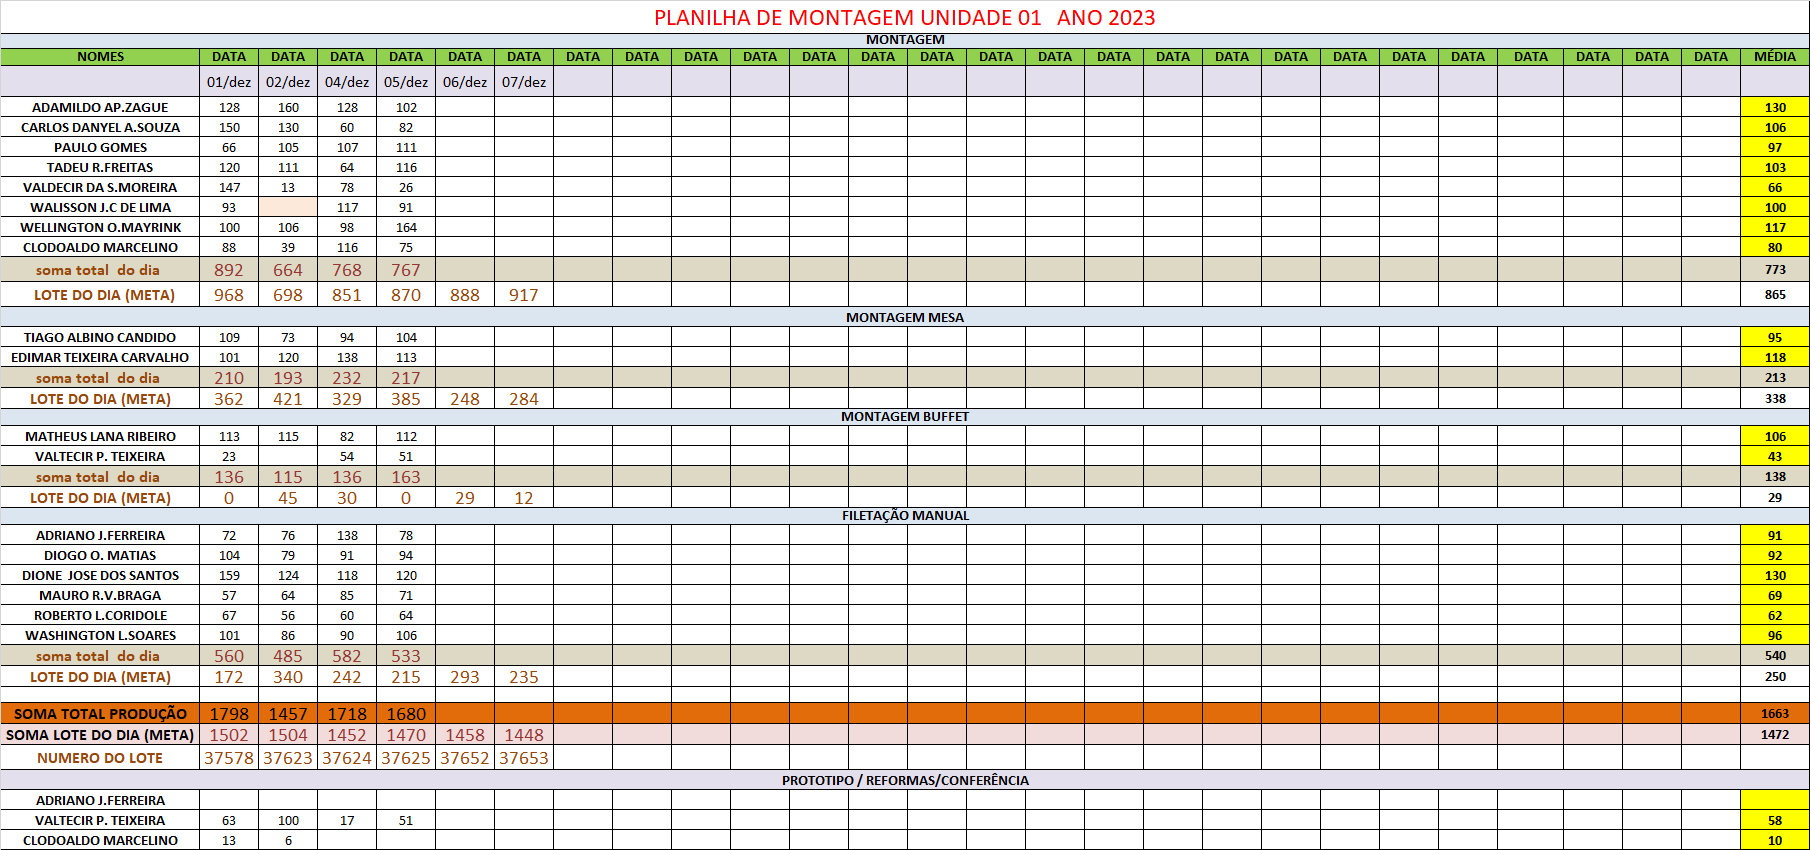 PLANILHA DE MONTAGEM UNIDADE 01 ANO 2023
MONTAGEM
NOMES DATA DATA DATA DATA DATA DATA DATA DATA DATA DATA DATA DATA DATA DATA DATA DATA DATA DATA DATA DATA DATA DATA DATA DATA DATA DATA MÉDIA
01/dez 02/dez 04/dez 05/dez 06/dez 07/dez
ADAMILDO AP.ZAGUE 128 160 128 102 130
CARLOS DANYEL A.SOUZA 150 130 60 82 106
PAULO GOMES 66 105 107 111 97
TADEU R.FREITAS 120 111 64 116 103
VALDECIR DA S.MOREIRA 147 13 78 26 66
WALISSON J.C DE LIMA 93 117 91 100
WELLINGTON O.MAYRINK 100 106 98 164 117
CLODOALDO MARCELINO 88 39 116 75 80
soma total do dia 892 664 768 767 773
LOTE DO DIA (META) 968 698 851 870 888 917 865
MONTAGEM MESA
TIAGO ALBINO CANDIDO 109 73 94 104 95
EDIMAR TEIXEIRA CARVALHO 101 120 138 113 118
soma total do dia 210 193 232 217 213
LOTE DO DIA (META) 362 421 329 385 248 284 338
MONTAGEM BUFFET
MATHEUS LANA RIBEIRO 113 115 82 112 106
VALTECIR P. TEIXEIRA 23 54 51 43
soma total do dia 136 115 136 163 138
LOTE DO DIA (META) 0 45 30 0 29 12 29
FILETAÇÃO MANUAL
ADRIANO J.FERREIRA 72 76 138 78 91
DIOGO O. MATIAS 104 79 91 94 92
DIONE JOSE DOS SANTOS 159 124 118 120 130
MAURO R.V.BRAGA 57 64 85 71 69
ROBERTO L.CORIDOLE 67 56 60 64 62
WASHINGTON L.SOARES 101 86 90 106 96
soma total do dia 560 485 582 533 540
LOTE DO DIA (META) 172 340 242 215 293 235 250
SOMA TOTAL PRODUÇÃO 1798 1457 1718 1680 1663
SOMA LOTE DO DIA (META) 1502 1504 1452 1470 1458 1448 1472
NUMERO DO LOTE 37578 37623 37624 37625 37652 37653
PROTOTIPO / REFORMAS/CONFERÊNCIA
ADRIANO J.FERREIRA
VALTECIR P. TEIXEIRA 63 100 17 51 58
CLODOALDO MARCELINO 13 6 10